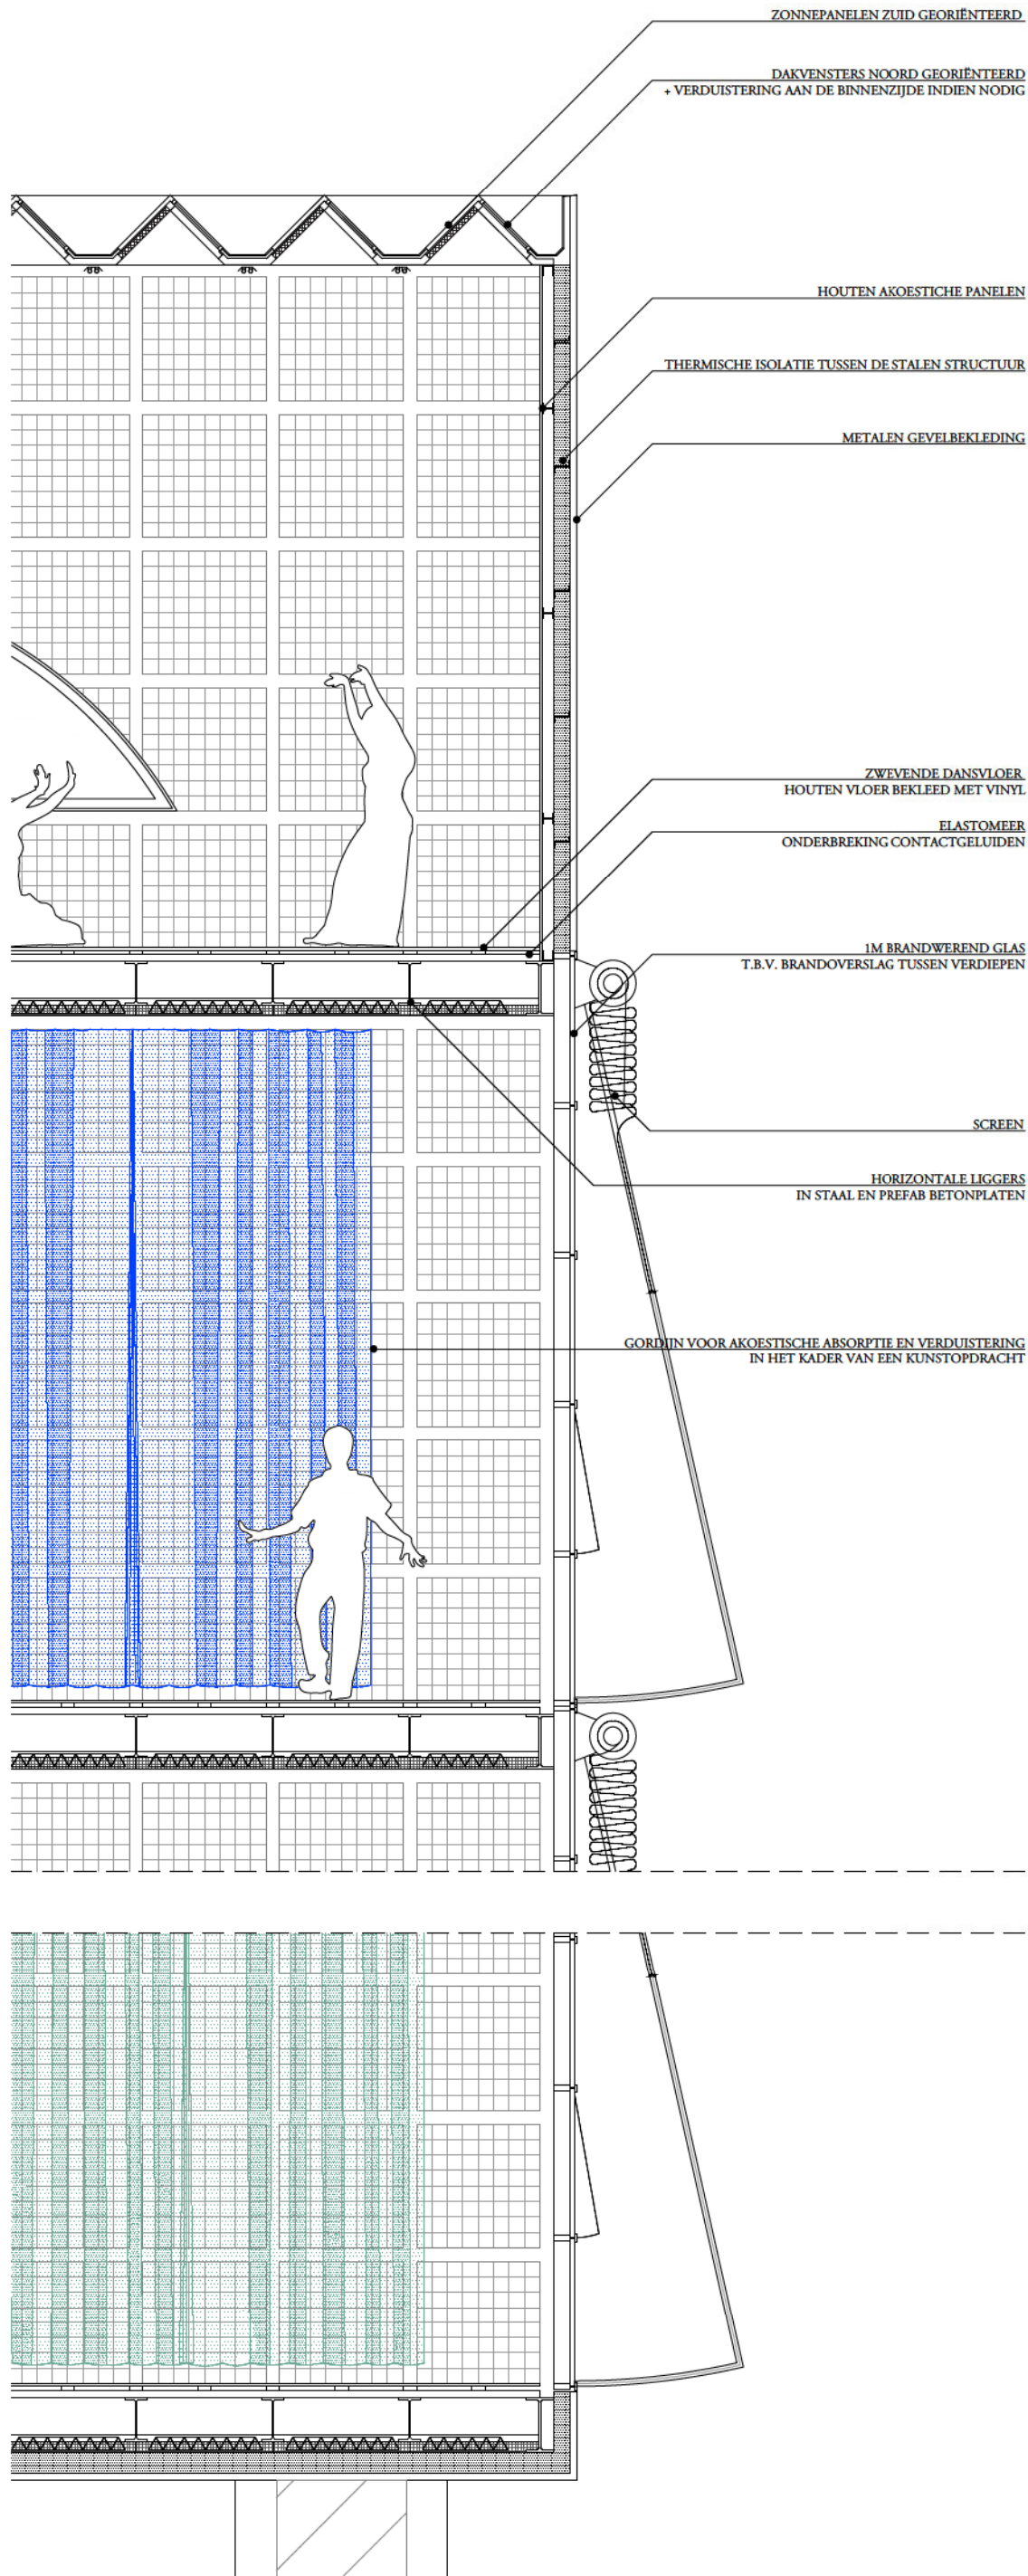 ZONNEPANELEN ZUID GEORIËNTEERD
DAKVENSTERS NOORD GEORIËNTEERD
+ VERDUISTERING AAN DE BINNENZIJDE INDIEN NODIG
HOUTEN AKOESTICHE PANELEN
THERMISCHE ISOLATIE TUSSEN DE STALEN STRUCTUUR
METALEN GEVELBEKLEDING
ZWEVENDE DANSVLOER
HOUTEN VLOER BEKLEED MET VINYL
ELASTOMEER
ONDERBREKING CONTACTGELUIDEN
1M BRANDWEREND GLAS
T.B.V. BRANDOVERSLAG TUSSEN VERDIEPEN
SCREEN
HORIZONTALE LIGGERS
IN STAAL EN PREFAB BETONPLATEN
GORDIJN VOOR AKOESTISCHE ABSORPTIE EN VERDUISTERING
IN HET KADER VAN EEN KUNSTOPDRACHT